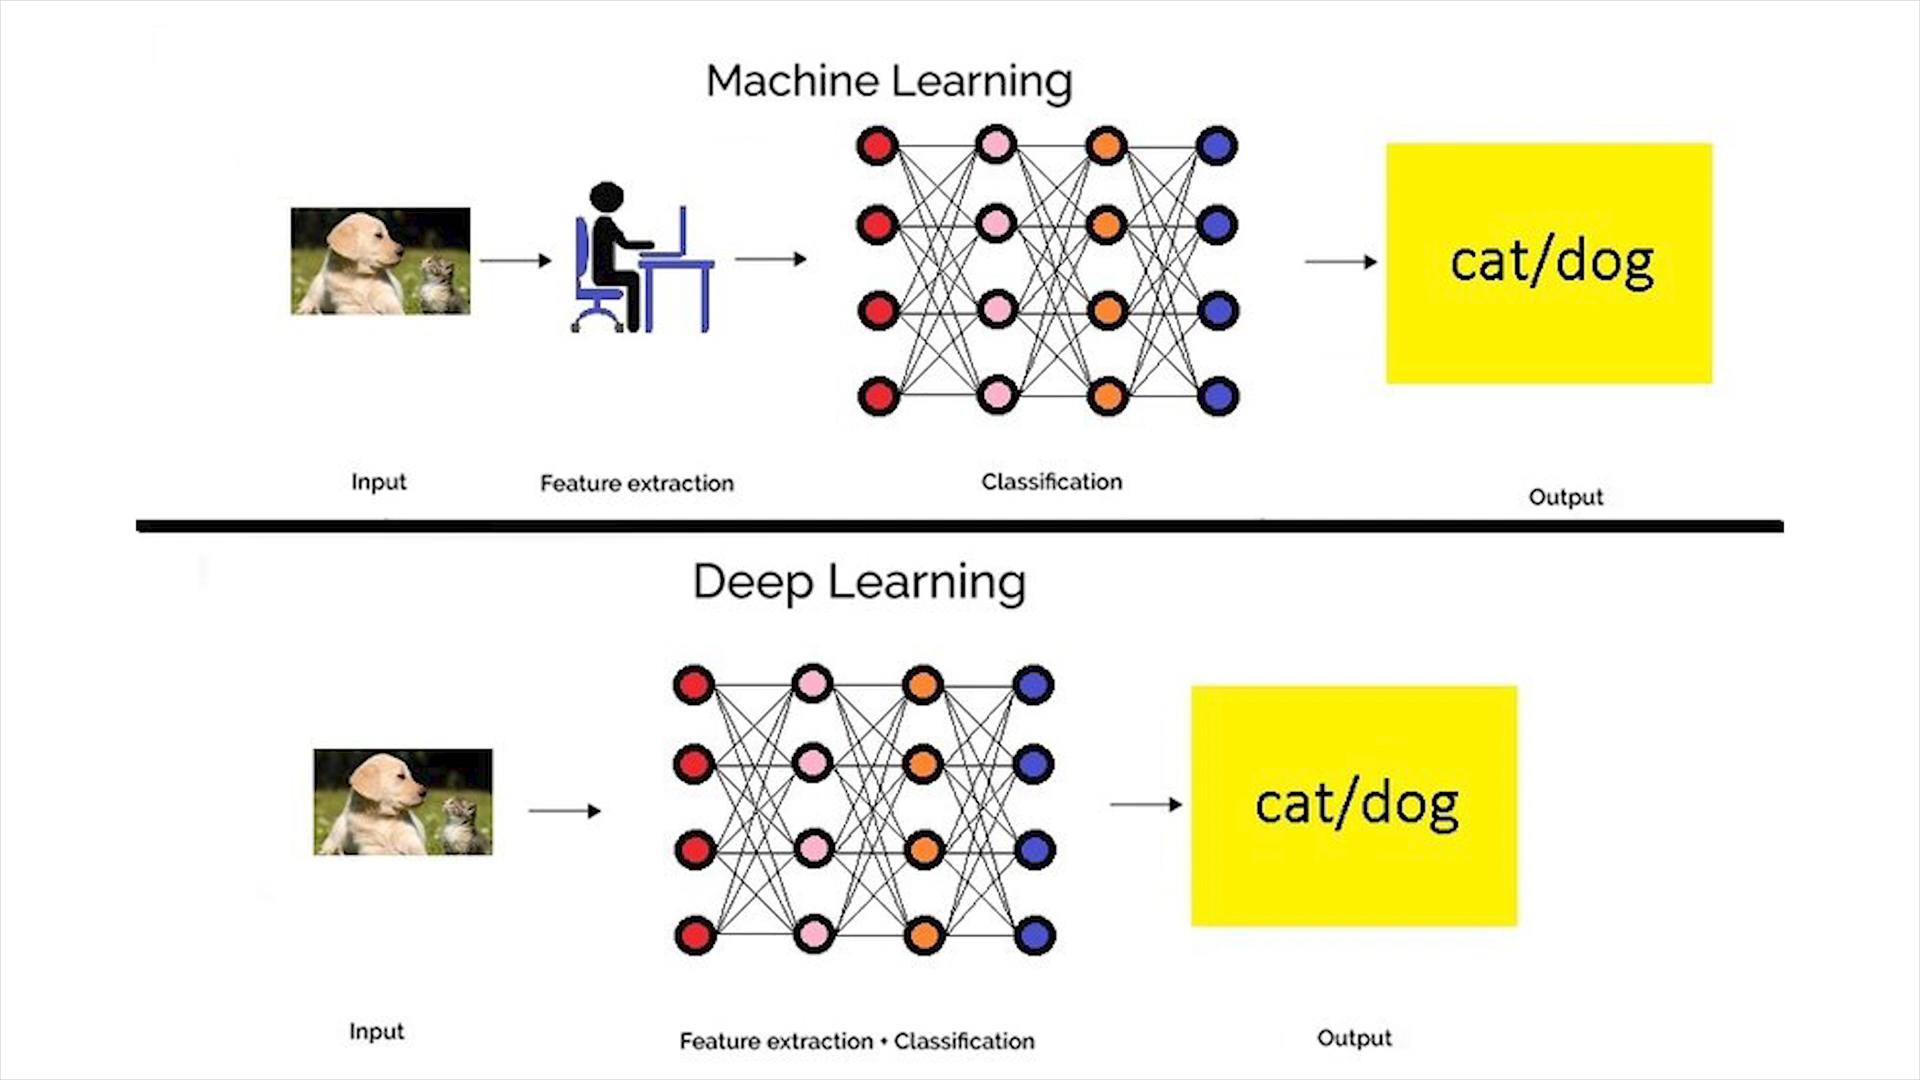 Machine Learning
cat/dog
Input
Feature extraction
Classification
Output
Deep Learning
cat/dog
Input
Feature extraction + Classification
Output